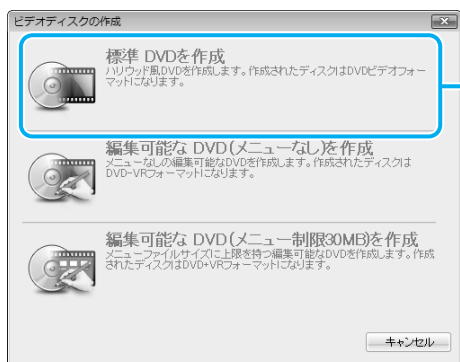 ビデオディスクの作成
標準 DVDを作成
ハリウッド風DVDを作成します。作成されたディスクはDVDビデオフォー
マットになります。
編集可能な DVD(メニューなし)を作成
メニューなしの編集可能なDVDを作成します。作成されたディスクは
DVD-VRフォーマットになります。
編集可能な DVD(メニュー制限30MB)を作成
メニューファイルサイズに上限を持つ編集可能なDVDを作成します。作成
されたディスクはDVD+VRフォーマットになります。
キャンセル